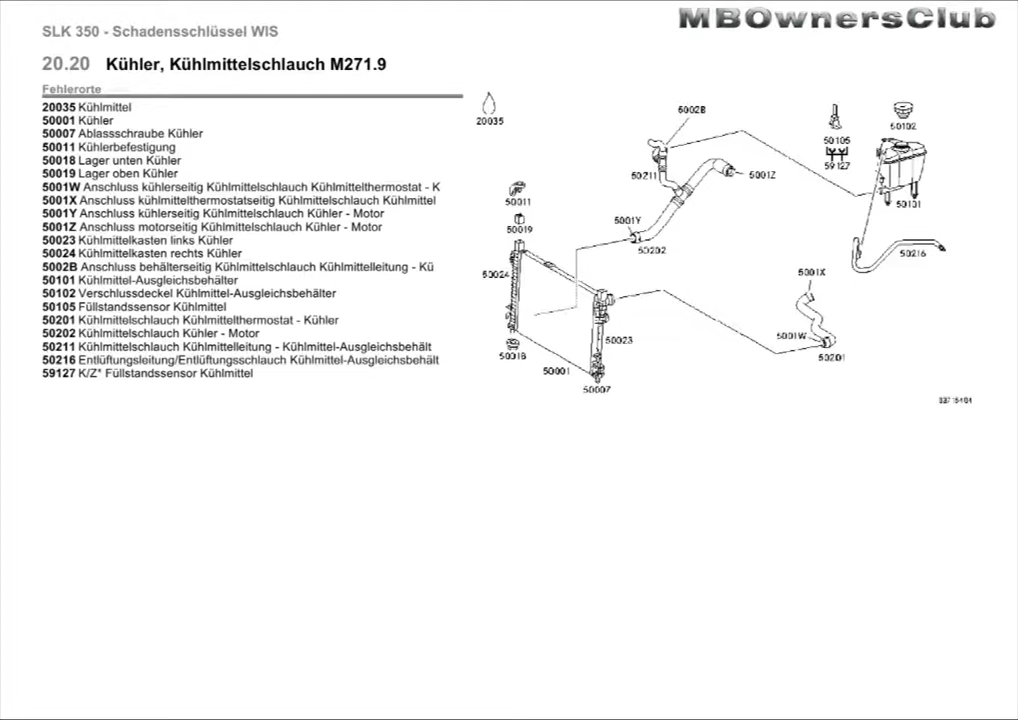 SLK 350 - Schadensschlüssel WIS
MBOwnersClub
20.20 Kühler, Kühlmittelschlauch M271.9
Fehlerorte
20035 Kühlmittel
50001 Kühler
50007 Ablassschraube Kühler
50011 Kühlerbefestigung
50018 Lager unten Kühler
50019 Lager oben Kühler
5001W Anschluss kühlerseitig Kühlmittelschlauch Kühlmittelthermostat - K
5001X Anschluss kühlmittelthermostatseitig Kühlmittelschlauch Kühlmittel
5001Y Anschluss kühlerseitig Kühlmittelschlauch Kühler - Motor
5001Z Anschluss motorseitig Kühlmittelschlauch Kühler - Motor
50023 Kühlmittelkasten links Kühler
50024 Kühlmittelkasten rechts Kühler
5002B Anschluss behälterseitig Kühlmittelschlauch Kühlmittelleitung - Kü
50101 Kühlmittel-Ausgleichsbehälter
50102 Verschlussdeckel Kühlmittel-Ausgleichsbehälter
50105 Füllstandssensor Kühlmittel
50201 Kühlmittelschlauch Kühlmittelthermostat - Kühler
50202 Kühlmittelschlauch Kühler - Motor
50211 Kühlmittelschlauch Kühlmittelleitung - Kühlmittel-Ausgleichsbehält
50216 Entlüftungsleitung/Entlüftungsschlauch Kühlmittel-Ausgleichsbehält
59127 K/Z* Füllstandssensor Kühlmittel
20035
5002B
50105
50102
59127
50211
5001Z
50011
50101
5001Y
50019
50202
50216
50024
5001X
50023
5001W
50018
50201
50001
50007